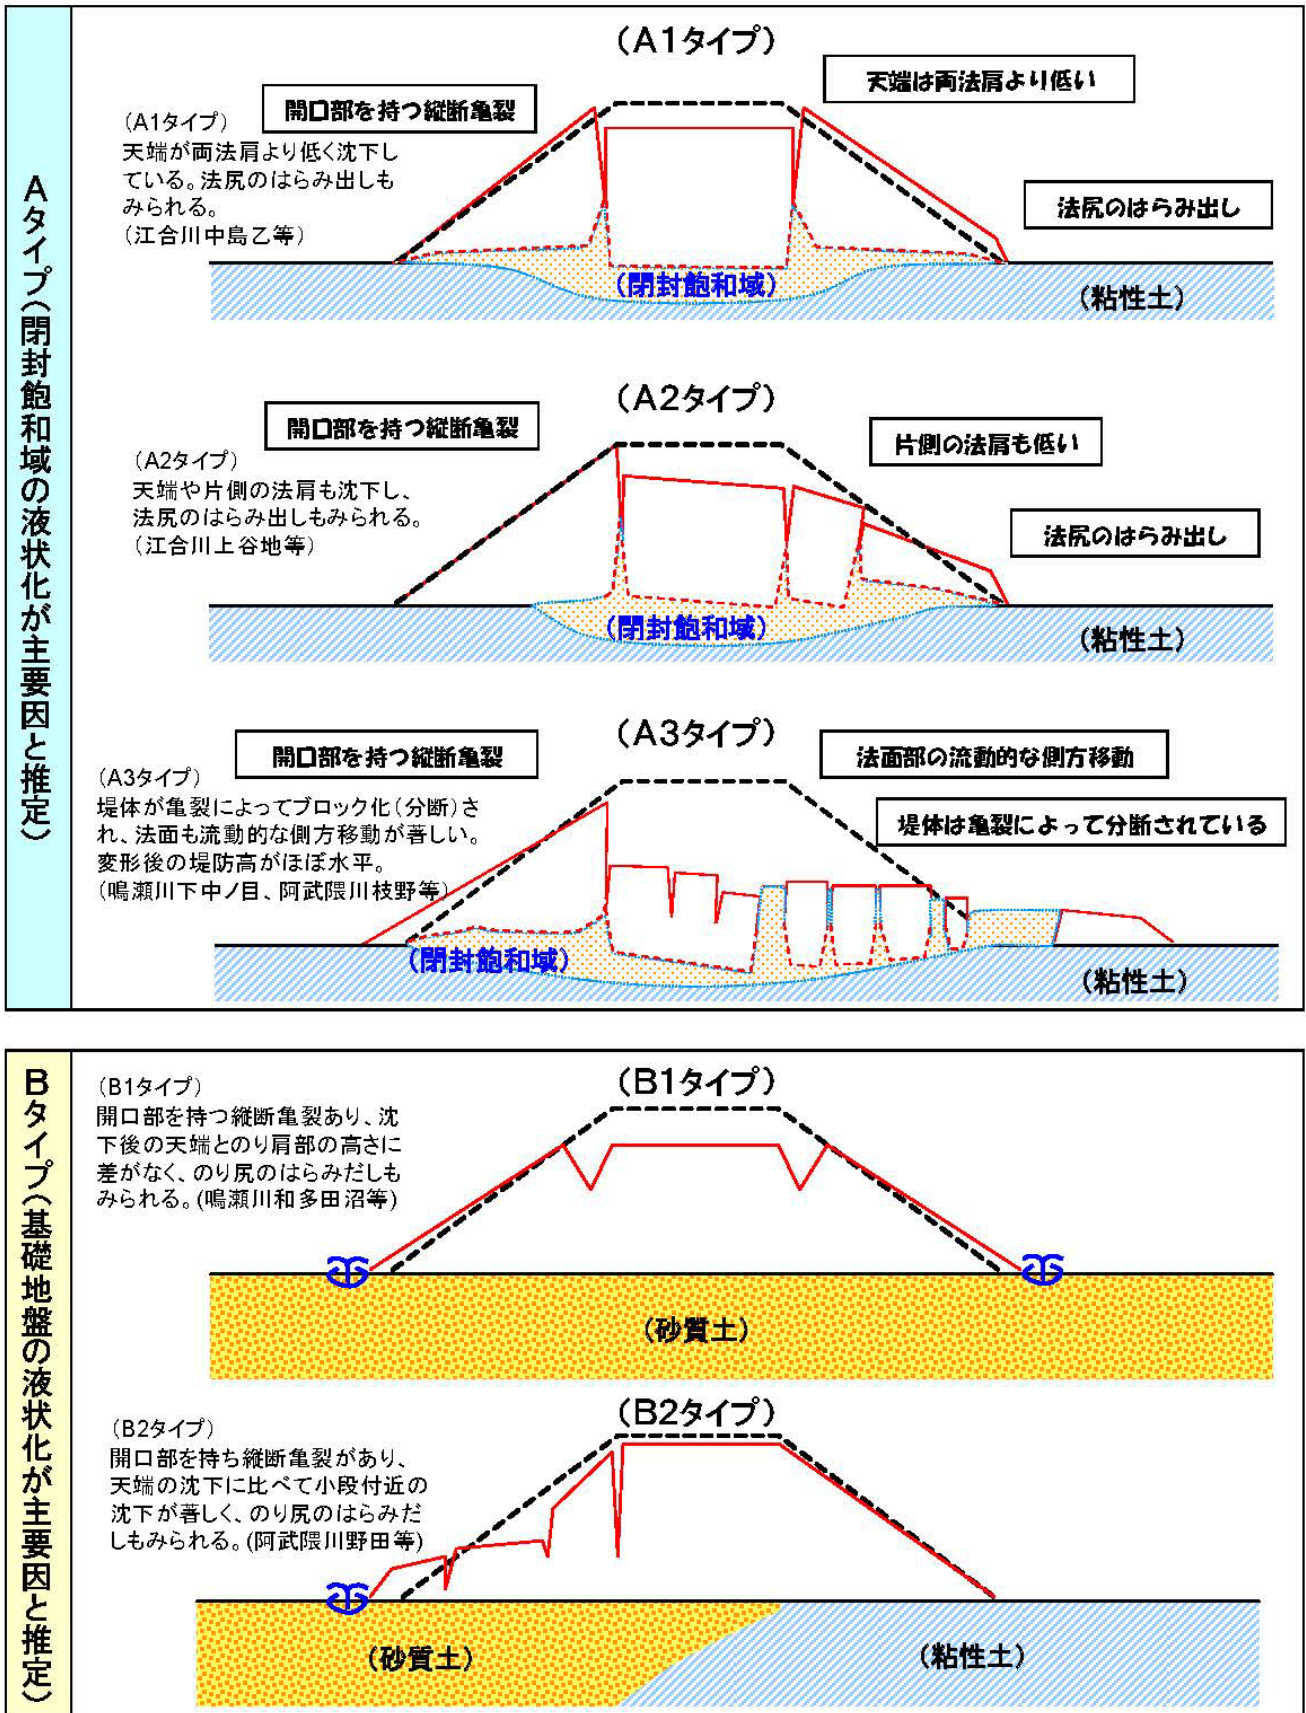 Aタイプ（閉封飽和域の液状化が主要因と推定）
（A1タイプ）
天端は両法肩より低い
開口部を持つ縦断亀裂
（A1タイプ）
天端が両法肩より低く沈下し
ている。法尻のはらみ出しも
みられる。
（江合川中島乙等）
法尻のはらみ出し
（閉封飽和域）
（粘性土）
（A2タイプ）
開口部を持つ縦断亀裂
片側の法肩も低い
（A2タイプ）
天端や片側の法肩も沈下し、
法尻のはらみ出しもみられる。
（江合川上谷地等）
法尻のはらみ出し
（閉封飽和域）
（粘性土）
（A3タイプ）
開口部を持つ縦断亀裂
法面部の流動的な側方移動
（A3タイプ）
堤体が亀裂によってブロック化（分断）さ
れ、法面も流動的な側方移動が著しい。
変形後の堤防高がほぼ水平。
（鳴瀬川下中ノ目、阿武隈川枝野等）
堤体は亀裂によって分断されている
（閉封飽和域）
（粘性土）
Bタイプ（基礎地盤の液状化が主要因と推定）
（B1タイプ）
（B1タイプ）
開口部を持つ縦断亀裂あり、沈
下後の天端とのり肩部の高さに
差がなく、のり尻のはらみだしも
みられる。(鳴瀬川和多田沼等)
（砂質土）
（B2タイプ）
（B2タイプ）
開口部を持ち縦断亀裂があり、
天端の沈下に比べて小段付近の
沈下が著しく、のり尻のはらみだ
しもみられる。(阿武隈川野田等)
（砂質土）
（粘性土）